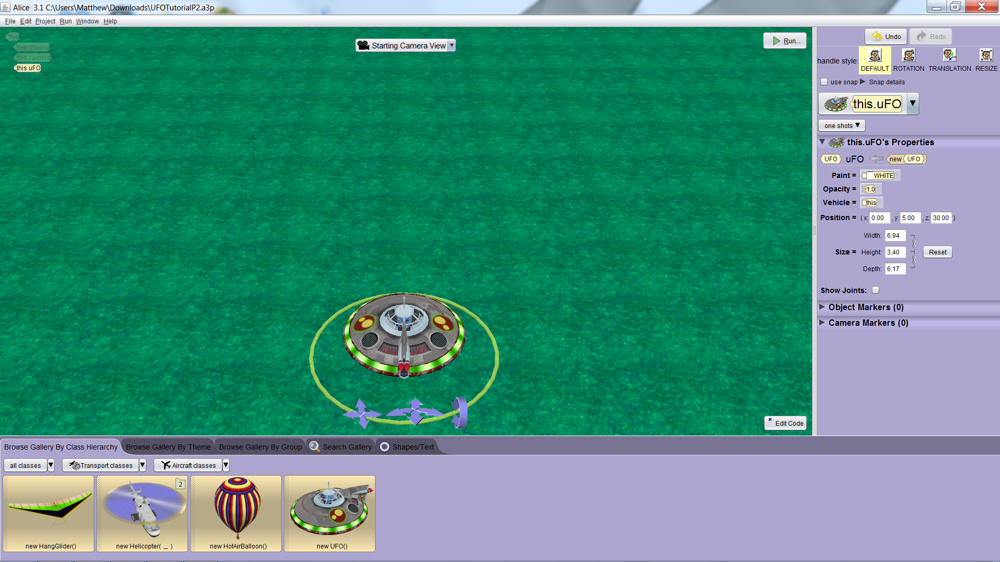 Alice 3.1 C:\Users\Matthew\Downloads\UFOTutorialP2.a3p
File Edit Project Run Window Help
this
this.ground
this.camera
this.uFO
Starting Camera View
Run...
Undo Redo
handle style: DEFAULT ROTATION TRANSLATION RESIZE
use snap Snap details
this.uFO
one shots
this.uFO's Properties
UFO uFO new UFO
Paint = WHITE
Opacity = 1.0
Vehicle = this
Position = ( x: 0.00 , y: 5.00 , z: 30.00 )
Width: 6.94
Size = Height: 3.40 Reset
Depth: 6.17
Show Joints:
Object Markers (0)
Camera Markers (0)
Edit Code
Browse Gallery By Class Hierarchy Browse Gallery By Theme Browse Gallery By Group Search Gallery Shapes/Text
all classes Transport classes Aircraft classes
2
new HangGlider() new Helicopter( _ ) new HotAirBalloon() new UFO()